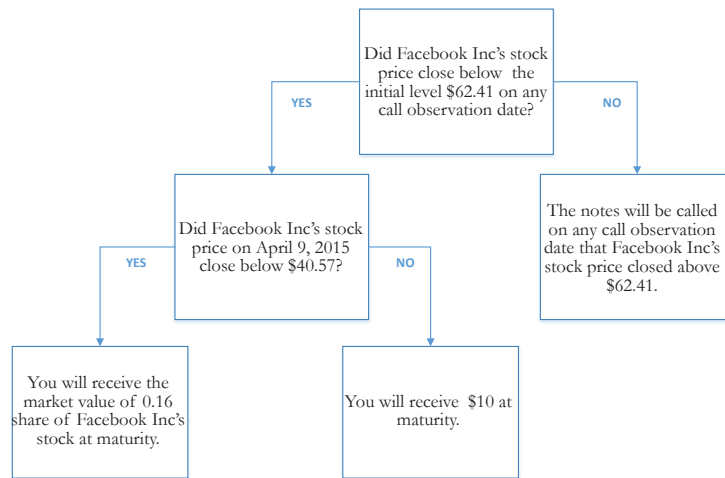 Did Facebook Inc's stock
price close below the
initial level $62.41 on any
call observation date?
YES
NO
Did Facebook Inc's stock
price on April 9, 2015
close below $40.57?
The notes will be called
on any call observation
date that Facebook Inc's
stock price closed above
$62.41.
YES
NO
You will receive the
market value of 0.16
share of Facebook Inc's
stock at maturity.
You will receive $10 at
maturity.